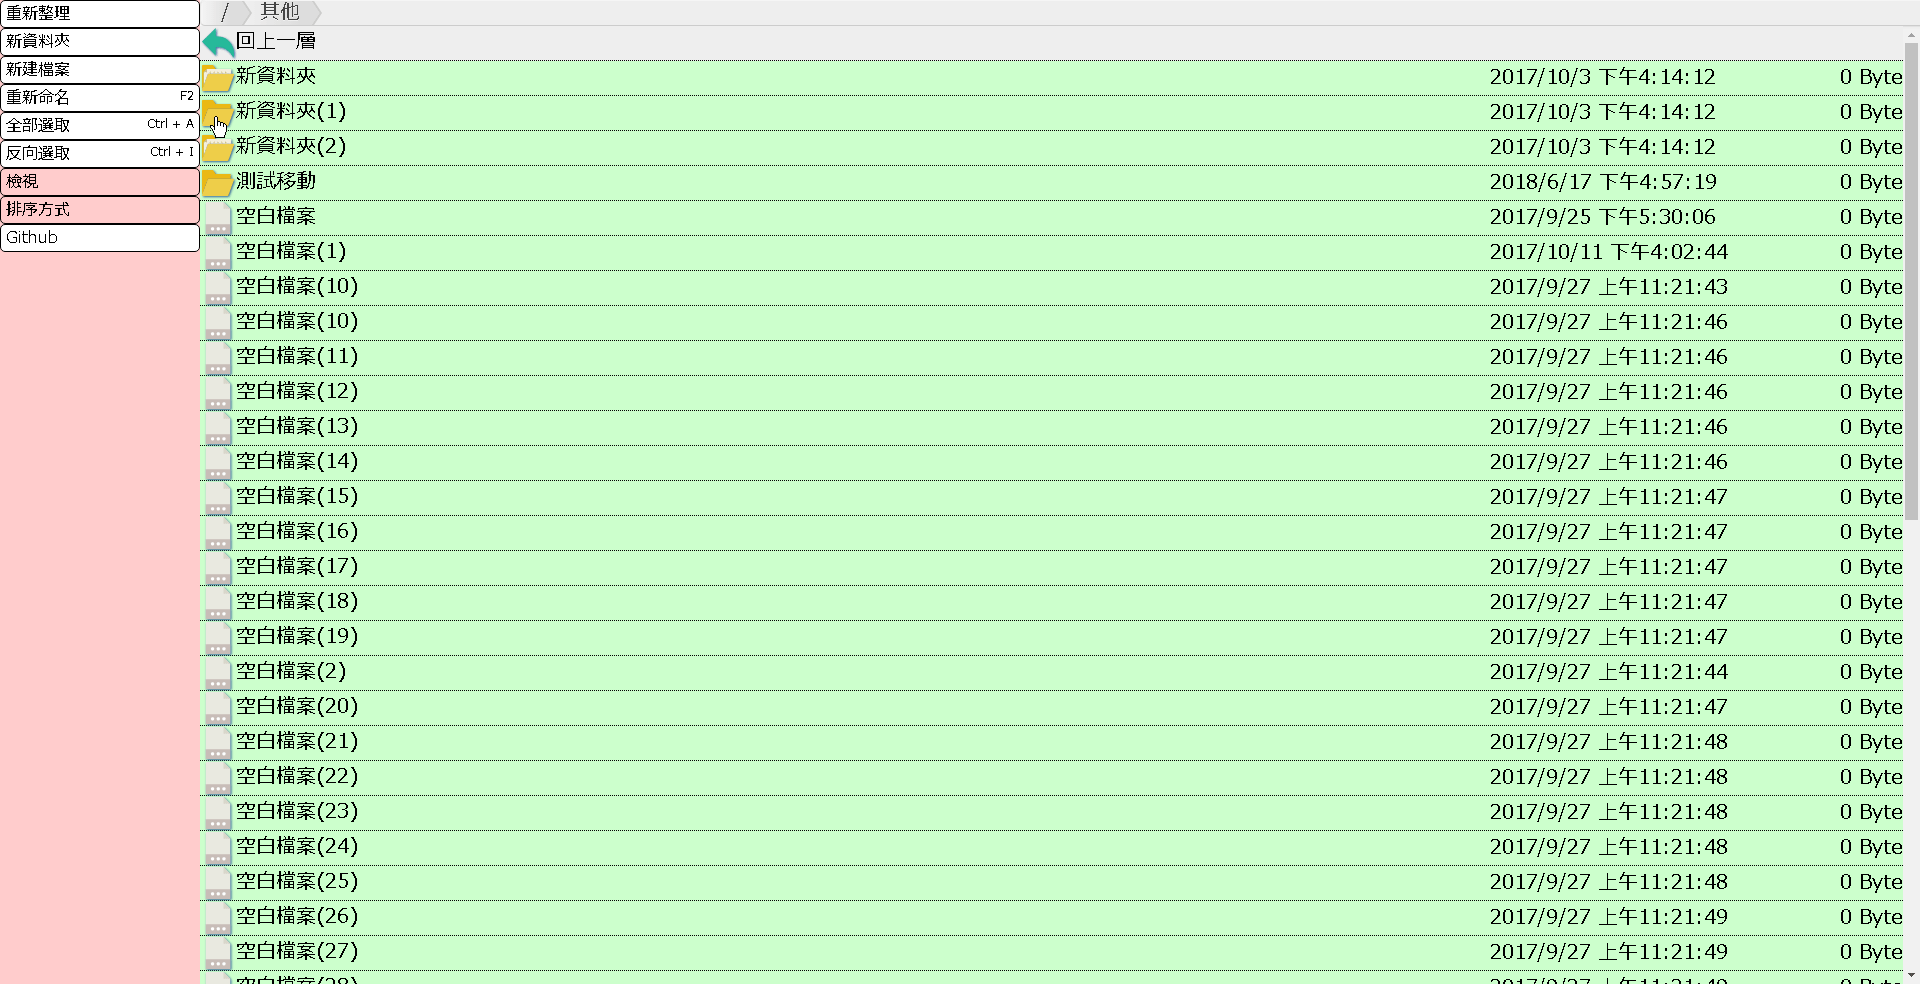 重新整理
新資料夾
新建檔案
重新命名 F2
全部選取 Ctrl + A
反向選取 Ctrl + I
檢視
排序方式
Github
/ 其他
回上一層
新資料夾 2017/10/3 下午4:14:12 0 Byte
新資料夾(1) 2017/10/3 下午4:14:12 0 Byte
新資料夾(2) 2017/10/3 下午4:14:12 0 Byte
測試移動 2018/6/17 下午4:57:19 0 Byte
空白檔案 2017/9/25 下午5:30:06 0 Byte
空白檔案(1) 2017/10/11 下午4:02:44 0 Byte
空白檔案(10) 2017/9/27 上午11:21:43 0 Byte
空白檔案(10) 2017/9/27 上午11:21:46 0 Byte
空白檔案(11) 2017/9/27 上午11:21:46 0 Byte
空白檔案(12) 2017/9/27 上午11:21:46 0 Byte
空白檔案(13) 2017/9/27 上午11:21:46 0 Byte
空白檔案(14) 2017/9/27 上午11:21:46 0 Byte
空白檔案(15) 2017/9/27 上午11:21:47 0 Byte
空白檔案(16) 2017/9/27 上午11:21:47 0 Byte
空白檔案(17) 2017/9/27 上午11:21:47 0 Byte
空白檔案(18) 2017/9/27 上午11:21:47 0 Byte
空白檔案(19) 2017/9/27 上午11:21:47 0 Byte
空白檔案(2) 2017/9/27 上午11:21:44 0 Byte
空白檔案(20) 2017/9/27 上午11:21:47 0 Byte
空白檔案(21) 2017/9/27 上午11:21:48 0 Byte
空白檔案(22) 2017/9/27 上午11:21:48 0 Byte
空白檔案(23) 2017/9/27 上午11:21:48 0 Byte
空白檔案(24) 2017/9/27 上午11:21:48 0 Byte
空白檔案(25) 2017/9/27 上午11:21:48 0 Byte
空白檔案(26) 2017/9/27 上午11:21:49 0 Byte
空白檔案(27) 2017/9/27 上午11:21:49 0 Byte